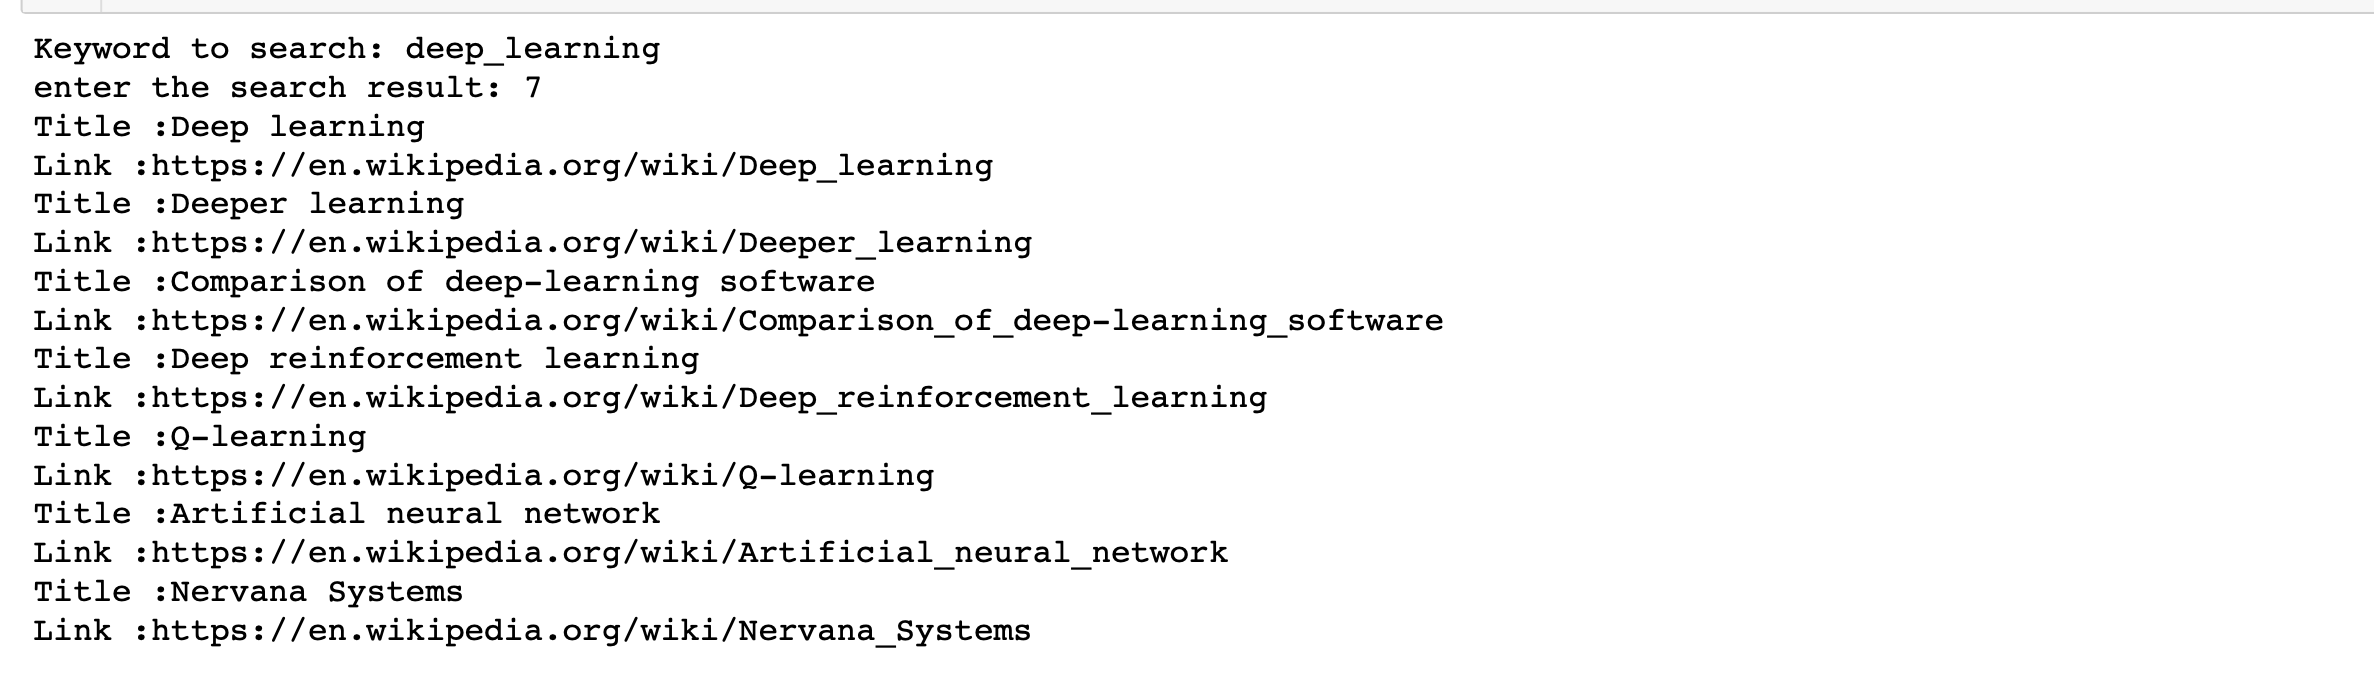 Keyword to search: deep_learning
enter the search result: 7
Title :Deep learning
Link :https://en.wikipedia.org/wiki/Deep_learning
Title :Deeper learning
Link :https://en.wikipedia.org/wiki/Deeper_learning
Title :Comparison of deep-learning software
Link :https://en.wikipedia.org/wiki/Comparison_of_deep-learning_software
Title :Deep reinforcement learning
Link :https://en.wikipedia.org/wiki/Deep_reinforcement_learning
Title :Q-learning
Link :https://en.wikipedia.org/wiki/Q-learning
Title :Artificial neural network
Link :https://en.wikipedia.org/wiki/Artificial_neural_network
Title :Nervana Systems
Link :https://en.wikipedia.org/wiki/Nervana_Systems